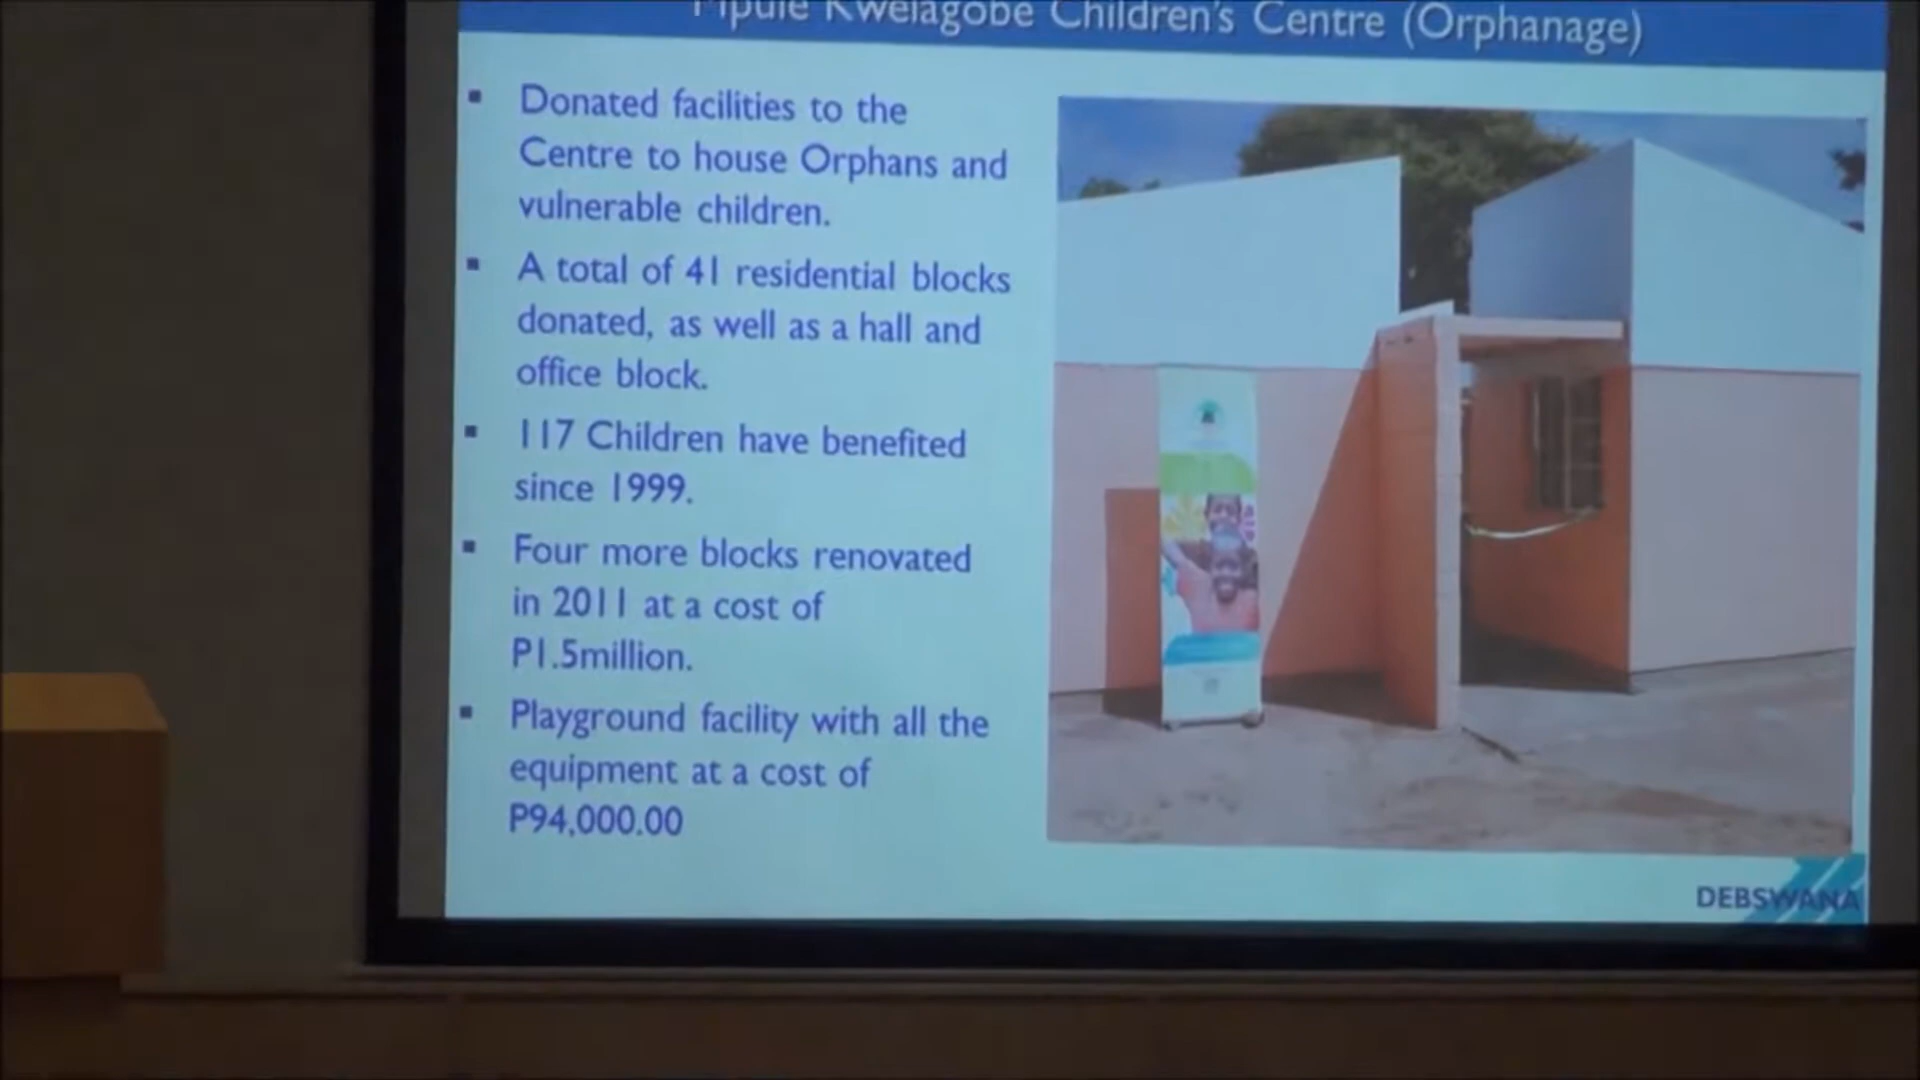 Mpule Kwelagobe Children's Centre (Orphanage)
▪ Donated facilities to the
Centre to house Orphans and
vulnerable children.
▪ A total of 41 residential blocks
donated, as well as a hall and
office block.
▪ 117 Children have benefited
since 1999.
▪ Four more blocks renovated
in 2011 at a cost of
P1.5million.
▪ Playground facility with all the
equipment at a cost of
P94,000.00
DEBSWANA